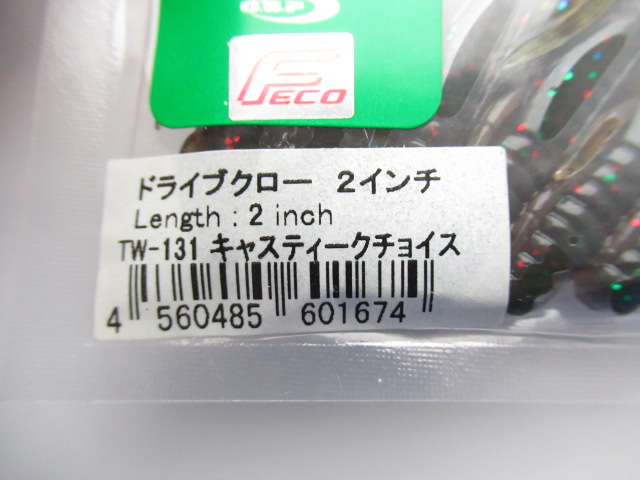 FECO
ドライブクロー 2インチ
Length : 2 inch
TW-131 キャスティークチョイス
4 560485 601674